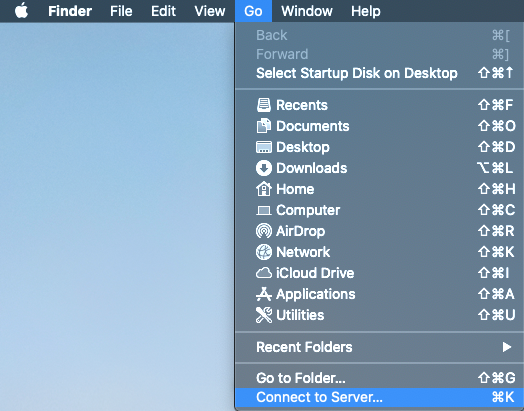 Finder File Edit View Go Window Help
Back ⌘[
Forward ⌘]
Select Startup Disk on Desktop ⇧⌘↑
Recents ⇧⌘F
Documents ⇧⌘O
Desktop ⇧⌘D
Downloads ⌥⌘L
Home ⇧⌘H
Computer ⇧⌘C
AirDrop ⇧⌘R
Network ⇧⌘K
iCloud Drive ⇧⌘I
Applications ⇧⌘A
Utilities ⇧⌘U
Recent Folders
Go to Folder... ⇧⌘G
Connect to Server... ⌘K